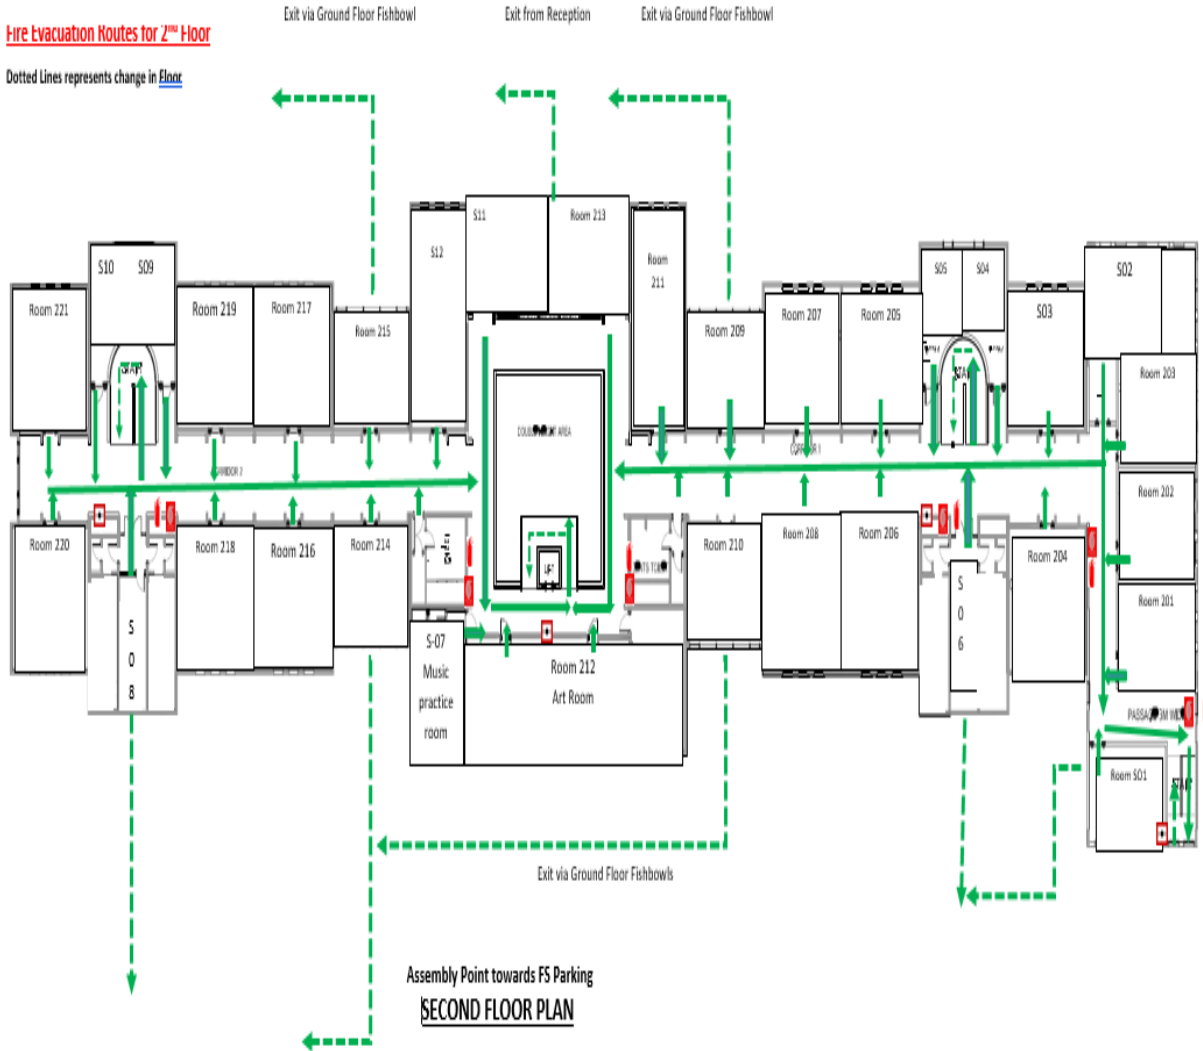 Exit via Ground Floor Fishbowl
Exit from Reception
Exit via Ground Floor Fishbowl
Fire Evacuation Routes for 2nd Floor
Dotted Lines represents change in Floor
S11
Room 213
S12
Room
211
S10
S09
S05
S04
S02
Room 221
Room 219
Room 217
Room 215
Room 209
Room 207
Room 205
S03
Room 203
CORRIDOR 2
CORRIDOR 1
Room 202
Room 220
Room 218
Room 216
Room 214
LIFT
Room 210
Room 208
Room 206
Room 204
Room 201
S
0
8
S
0
6
S-07
Music
practice
room
Room 212
Art Room
Room SO1
Exit via Ground Floor Fishbowls
Assembly Point towards FS Parking
SECOND FLOOR PLAN